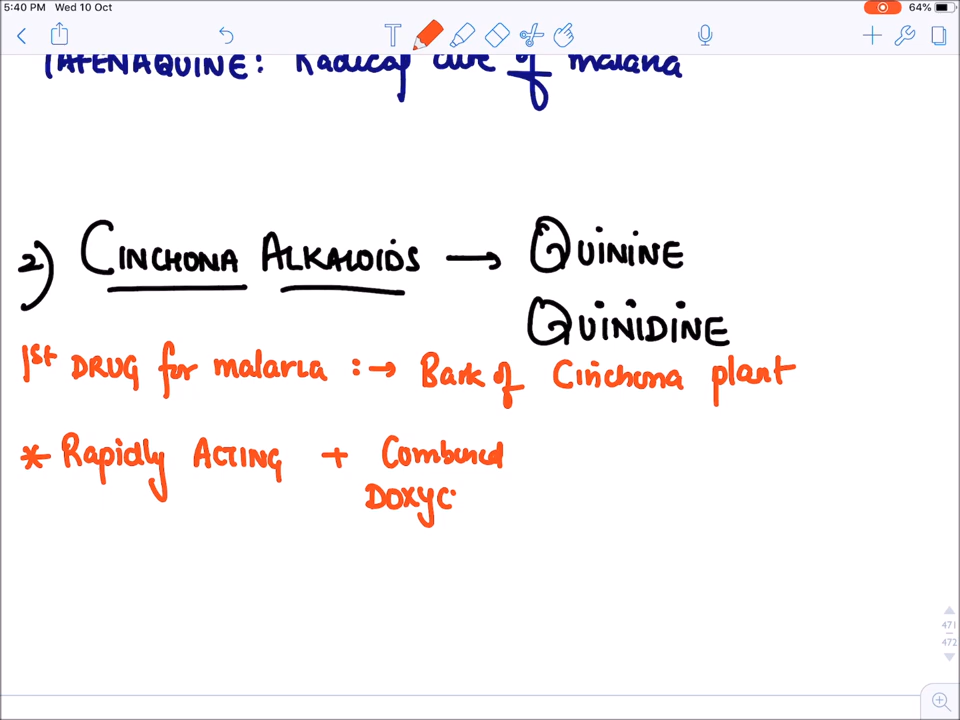 5:40 PM Wed 10 Oct
64%
TAFENAQUINE: Radical cure of malaria
2) CINCHONA ALKALOIDS → QUININE
QUINIDINE
1st DRUG for malaria :→ Bark of Cinchona plant
* Rapidly ACTING + Combined
DOXYC
471
472